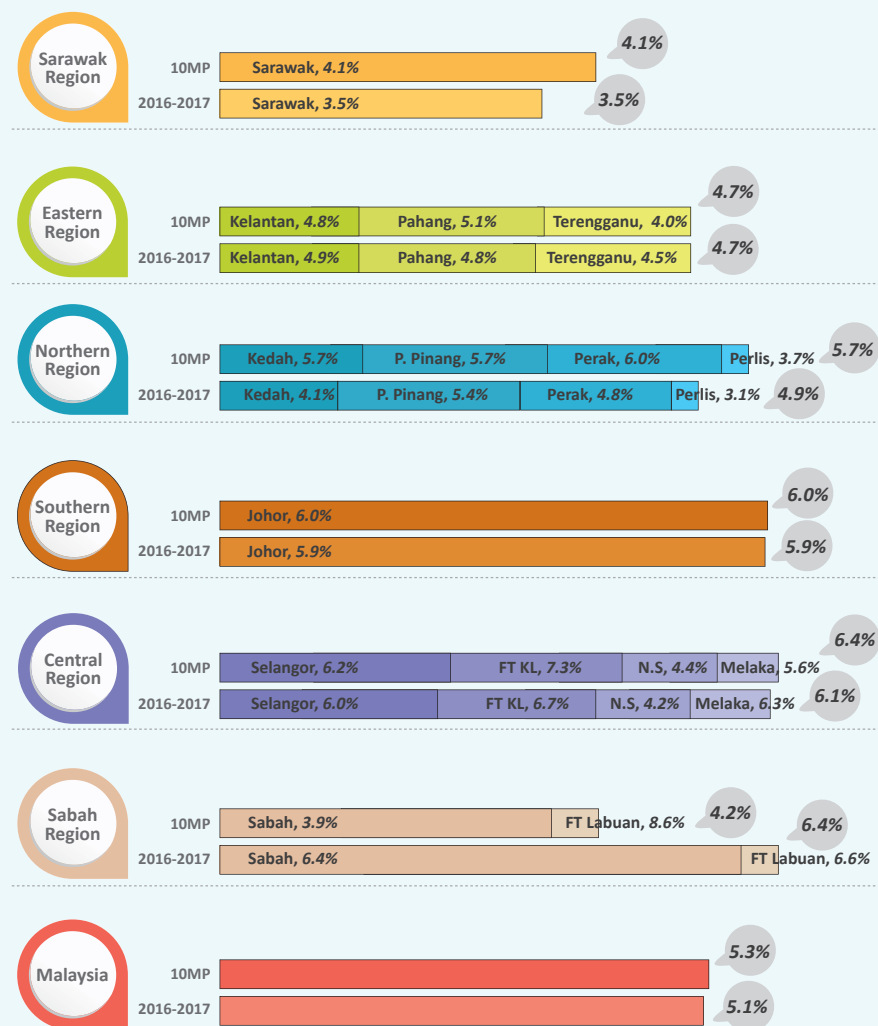 Sarawak
Region
10MP
Sarawak, 4.1%
4.1%
2016-2017
Sarawak, 3.5%
3.5%
Eastern
Region
10MP
Kelantan, 4.8%
Pahang, 5.1%
Terengganu, 4.0%
4.7%
2016-2017
Kelantan, 4.9%
Pahang, 4.8%
Terengganu, 4.5%
4.7%
Northern
Region
10MP
Kedah, 5.7%
P. Pinang, 5.7%
Perak, 6.0%
Perlis, 3.7%
5.7%
2016-2017
Kedah, 4.1%
P. Pinang, 5.4%
Perak, 4.8%
Perlis, 3.1%
4.9%
Southern
Region
10MP
Johor, 6.0%
6.0%
2016-2017
Johor, 5.9%
5.9%
Central
Region
10MP
Selangor, 6.2%
FT KL, 7.3%
N.S, 4.4%
Melaka, 5.6%
6.4%
2016-2017
Selangor, 6.0%
FT KL, 6.7%
N.S, 4.2%
Melaka, 6.3%
6.1%
Sabah
Region
10MP
Sabah, 3.9%
FT Labuan, 8.6%
4.2%
2016-2017
Sabah, 6.4%
FT Labuan, 6.6%
6.4%
Malaysia
10MP
5.3%
2016-2017
5.1%